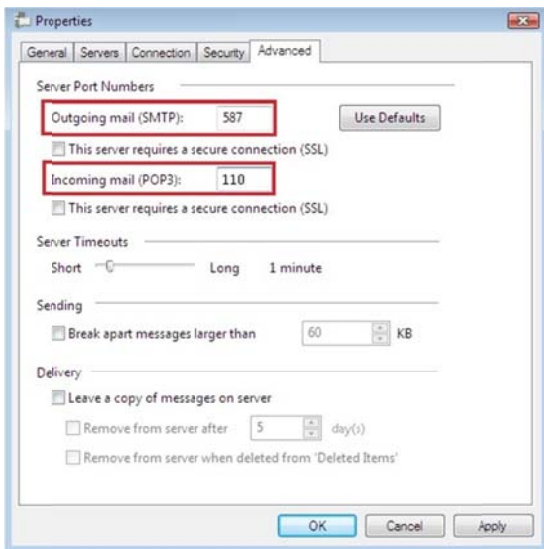 Properties
General Servers Connection Security Advanced
Server Port Numbers
Outgoing mail (SMTP): 587 Use Defaults
This server requires a secure connection (SSL)
Incoming mail (POP3): 110
This server requires a secure connection (SSL)
Server Timeouts
Short Long 1 minute
Sending
Break apart messages larger than 60 KB
Delivery
Leave a copy of messages on server
Remove from server after 5 day(s)
Remove from server when deleted from 'Deleted Items'
OK Cancel Apply